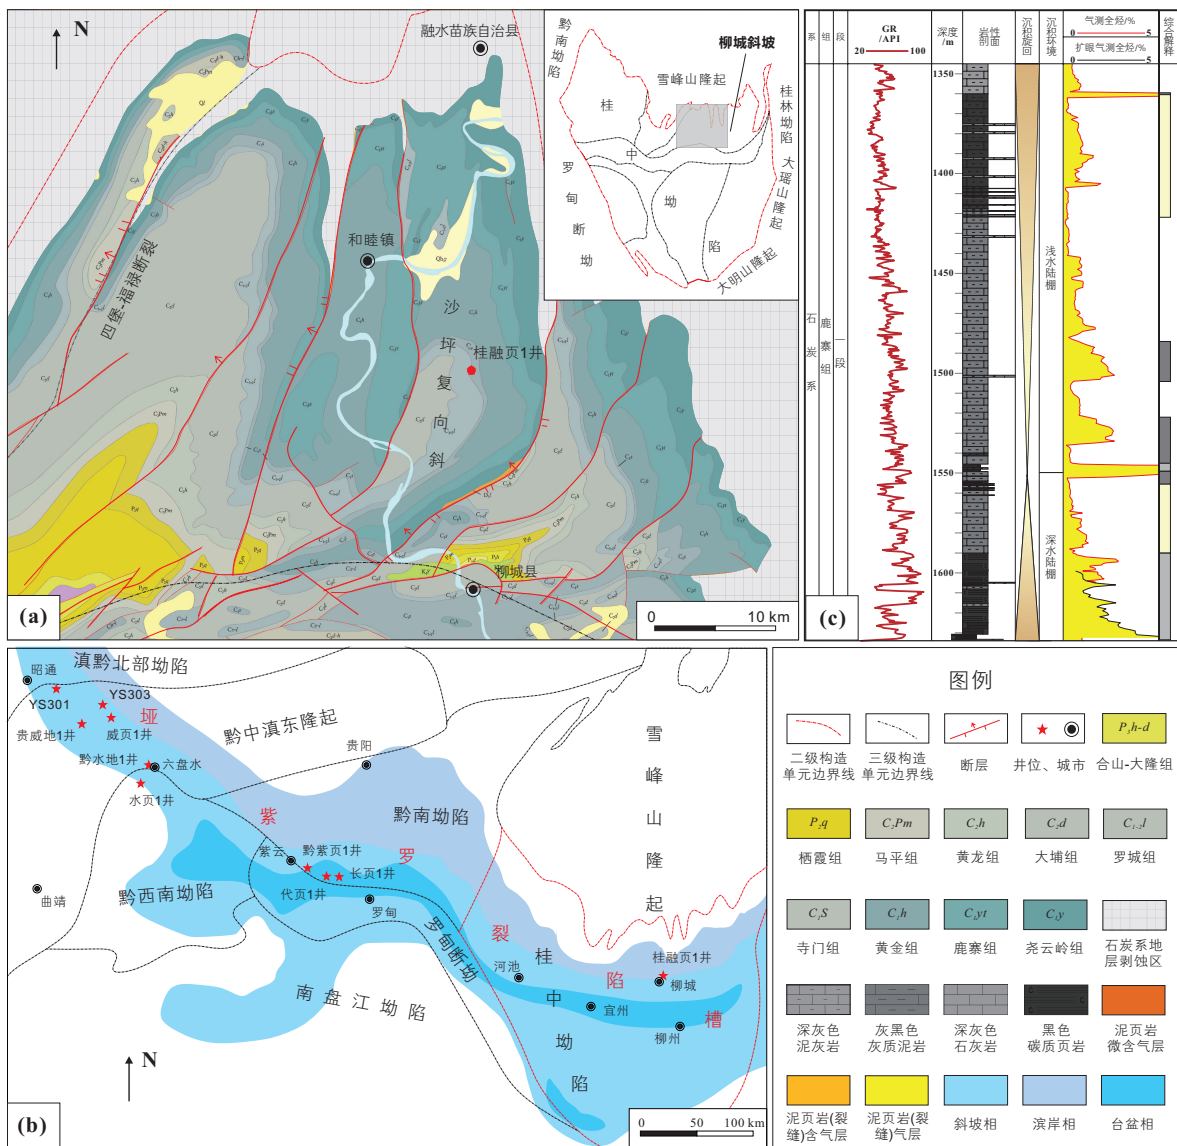 N
融水苗族自治县
和睦镇
四堡-福禄断裂
沙坪复向斜
桂融页1井
柳城县
0 10 km
(a)
柳城斜坡
黔南坳陷
雪峰山隆起
桂林坳陷
桂中坳陷
罗甸断坳
大瑶山隆起
大明山隆起
系
组
段
GR
/API
20 100
深度
/m
岩性
剖面
沉积旋回
沉积环境
气测全烃/%
0 5
扩眼气测全烃/%
0 5
综合解释
1350
1400
1450
1500
1550
1600
石炭系
鹿寨组
一段
浅水陆棚
深水陆棚
(c)
昭通
滇黔北部坳陷
YS301
YS303
垭
贵威地1井
威页1井
黔中滇东隆起
黔水地1井
六盘水
贵阳
水页1井
紫
黔南坳陷
雪峰山隆起
紫云
黔紫页1井
罗
长页1井
曲靖
黔西南坳陷
代页1井
罗甸
罗甸断坳
裂
桂中坳陷
河池
陷
桂融页1井
柳城
南盘江坳陷
宜州
槽
柳州
N
0 50 100 km
(b)
图例
二级构造
单元边界线
三级构造
单元边界线
断层
井位、城市
P₃h-d
合山-大隆组
P₂q
栖霞组
C₂Pm
马平组
C₂h
黄龙组
C₂d
大埔组
C₁₋₂l
罗城组
C₁S
寺门组
C₁h
黄金组
C₁yt
鹿寨组
C₁y
尧云岭组
石炭系地
层剥蚀区
深灰色
泥灰岩
灰黑色
灰质泥岩
深灰色
石灰岩
黑色
碳质页岩
泥页岩
微含气层
泥页岩(裂
缝)含气层
泥页岩(裂
缝)气层
斜坡相
滨岸相
台盆相